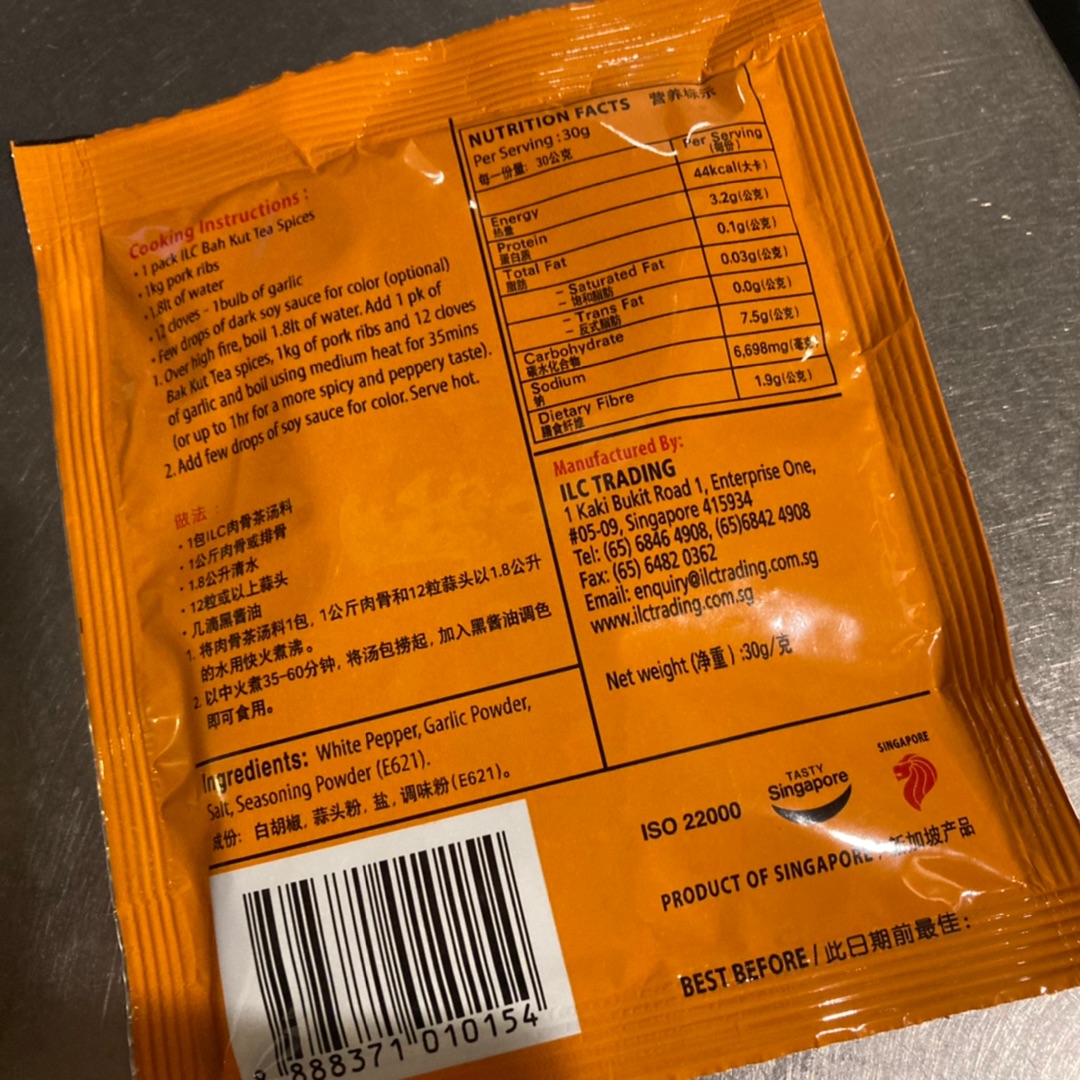 Cooking Instructions :
• 1 pack ILC Bah Kut Tea Spices
• 1kg pork ribs
• 1.8lt of water
• 12 cloves - 1bulb of garlic
• Few drops of dark soy sauce for color (optional)
1. Over high fire, boil 1.8lt of water. Add 1 pk of
Bak Kut Tea spices, 1kg of pork ribs and 12 cloves
of garlic and boil using medium heat for 35mins
(or up to 1hr for a more spicy and peppery taste).
2. Add few drops of soy sauce for color. Serve hot.
做法:
• 1包ILC肉骨茶汤料
• 1公斤肉骨或排骨
• 1.8公升清水
• 12粒或以上蒜头
• 几滴黑酱油
1. 将肉骨茶汤料1包, 1公斤肉骨和12粒蒜头以1.8公升
的水用快火煮沸。
2. 以中火煮35-60分钟, 将汤包捞起, 加入黑酱油调色
即可食用。
Ingredients: White Pepper, Garlic Powder,
Salt, Seasoning Powder (E621).
成份: 白胡椒, 蒜头粉, 盐, 调味粉(E621)。
888371 010154
NUTRITION FACTS 营养标示
Per Serving :30g
每一份量: 30公克
Per Serving
(每份)
Energy 44kcal(大卡)
热量
Protein 3.2g(公克)
蛋白质
Total Fat 0.1g(公克)
脂肪
– Saturated Fat 0.03g(公克)
– 饱和脂肪
– Trans Fat 0.0g(公克)
– 反式脂肪
Carbohydrate 7.5g(公克)
碳水化合物
Sodium 6,698mg(毫克)
钠
Dietary Fibre 1.9g(公克)
膳食纤维
Manufactured By:
ILC TRADING
1 Kaki Bukit Road 1, Enterprise One,
#05-09, Singapore 415934
Tel: (65) 6846 4908, (65)6842 4908
Fax: (65) 6482 0362
Email: enquiry@ilctrading.com.sg
www.ilctrading.com.sg
Net weight (净重) :30g/克
ISO 22000
TASTY
Singapore
SINGAPORE
PRODUCT OF SINGAPORE / 新加坡产品
BEST BEFORE / 此日期前最佳: